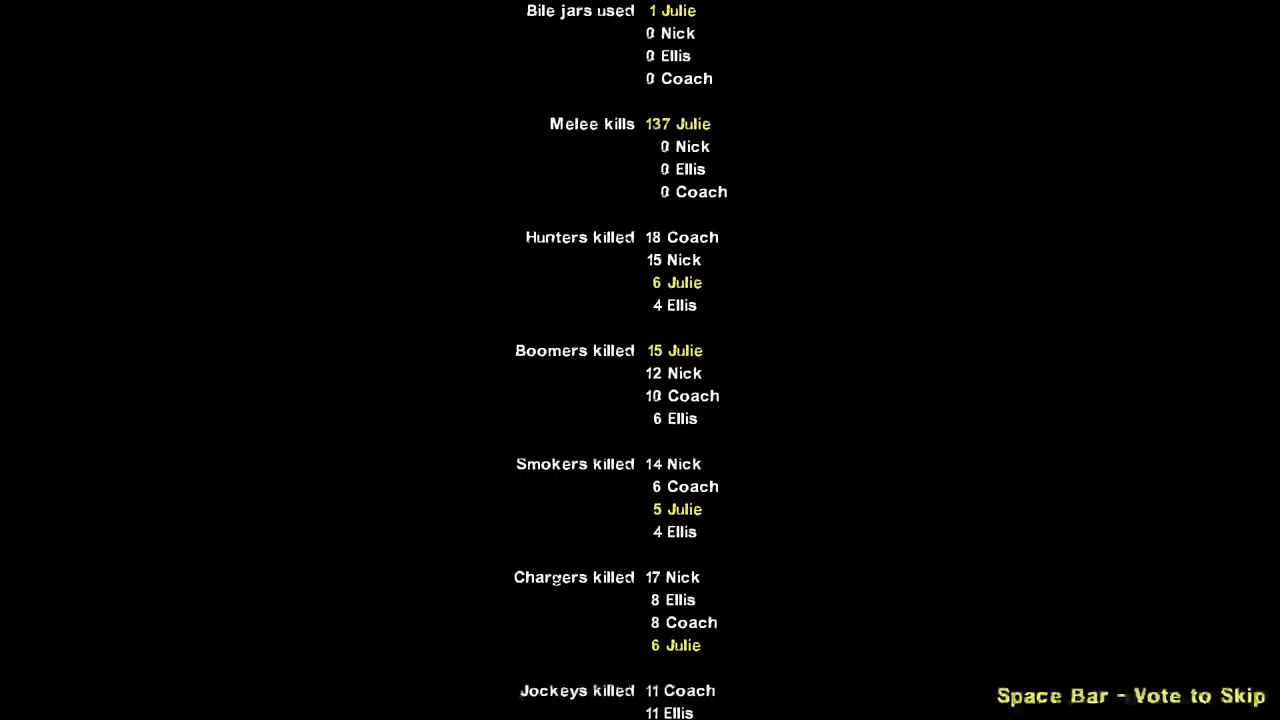 Bile jars used 1 Julie
0 Nick
0 Ellis
0 Coach
Melee kills 137 Julie
0 Nick
0 Ellis
0 Coach
Hunters killed 18 Coach
15 Nick
6 Julie
4 Ellis
Boomers killed 15 Julie
12 Nick
10 Coach
6 Ellis
Smokers killed 14 Nick
6 Coach
5 Julie
4 Ellis
Chargers killed 17 Nick
8 Ellis
8 Coach
6 Julie
Jockeys killed 11 Coach
11 Ellis
Space Bar - Vote to Skip